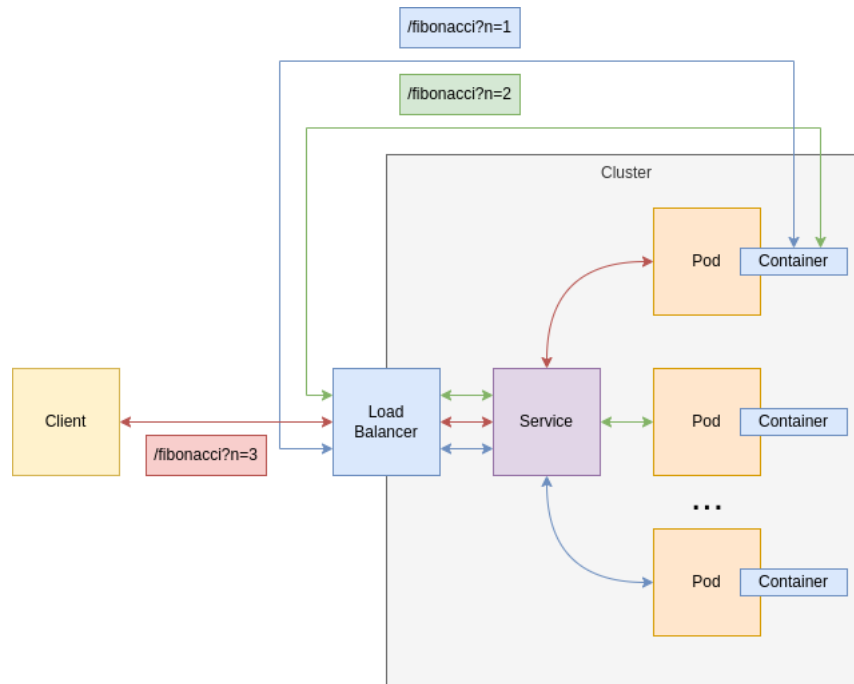 /fibonacci?n=1
/fibonacci?n=2
Cluster
Pod
Container
Client
Load
Balancer
Service
Pod
Container
/fibonacci?n=3
...
Pod
Container